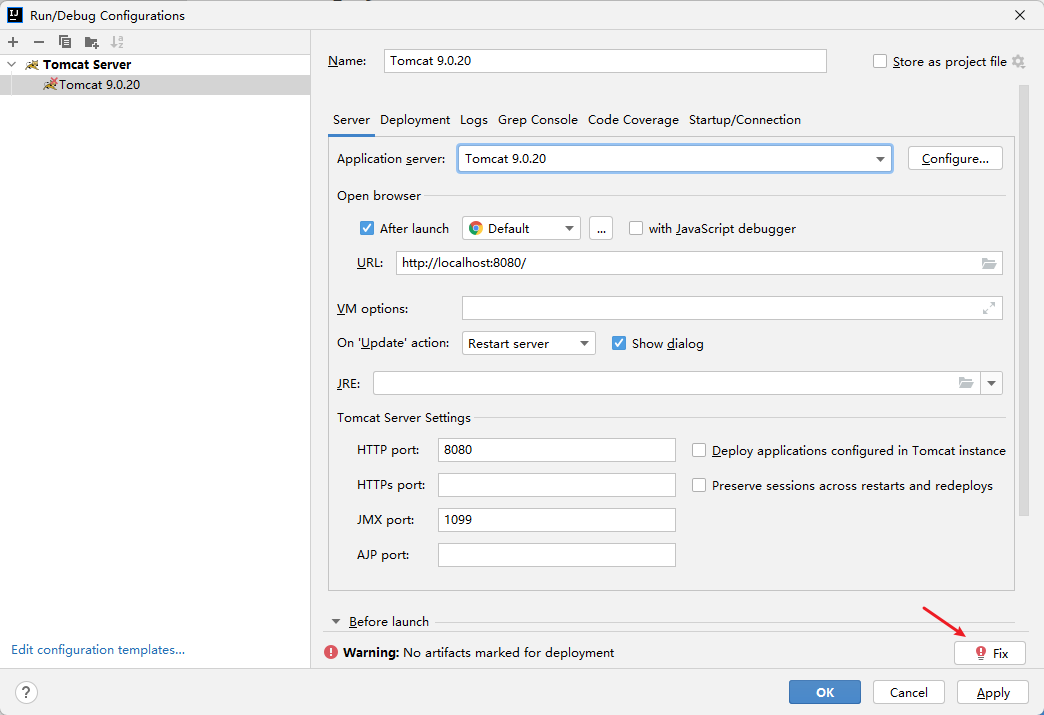 Run/Debug Configurations
Tomcat Server
Tomcat 9.0.20
Name: Tomcat 9.0.20 Store as project file
Server Deployment Logs Grep Console Code Coverage Startup/Connection
Application server: Tomcat 9.0.20 Configure...
Open browser
After launch Default ... with JavaScript debugger
URL: http://localhost:8080/
VM options:
On 'Update' action: Restart server Show dialog
JRE:
Tomcat Server Settings
HTTP port: 8080 Deploy applications configured in Tomcat instance
HTTPs port: Preserve sessions across restarts and redeploys
JMX port: 1099
AJP port:
Before launch
Edit configuration templates...
Warning: No artifacts marked for deployment Fix
? OK Cancel Apply